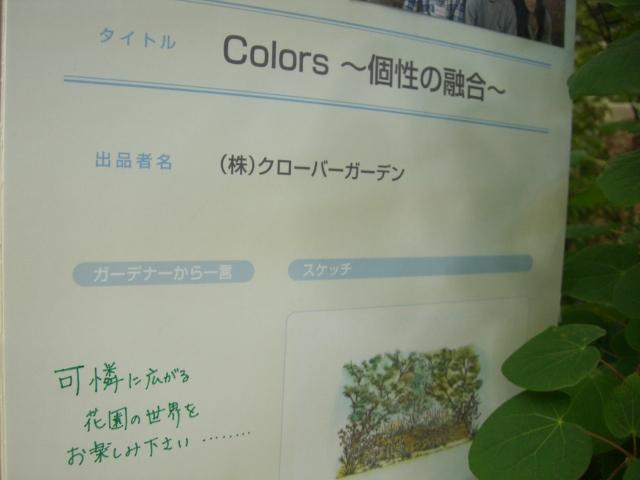 タイトル Colors ～個性の融合～
出品者名 (株)クローバーガーデン
ガーデナーから一言
スケッチ
可憐に広がる
花園の世界を
お楽しみ下さい ········